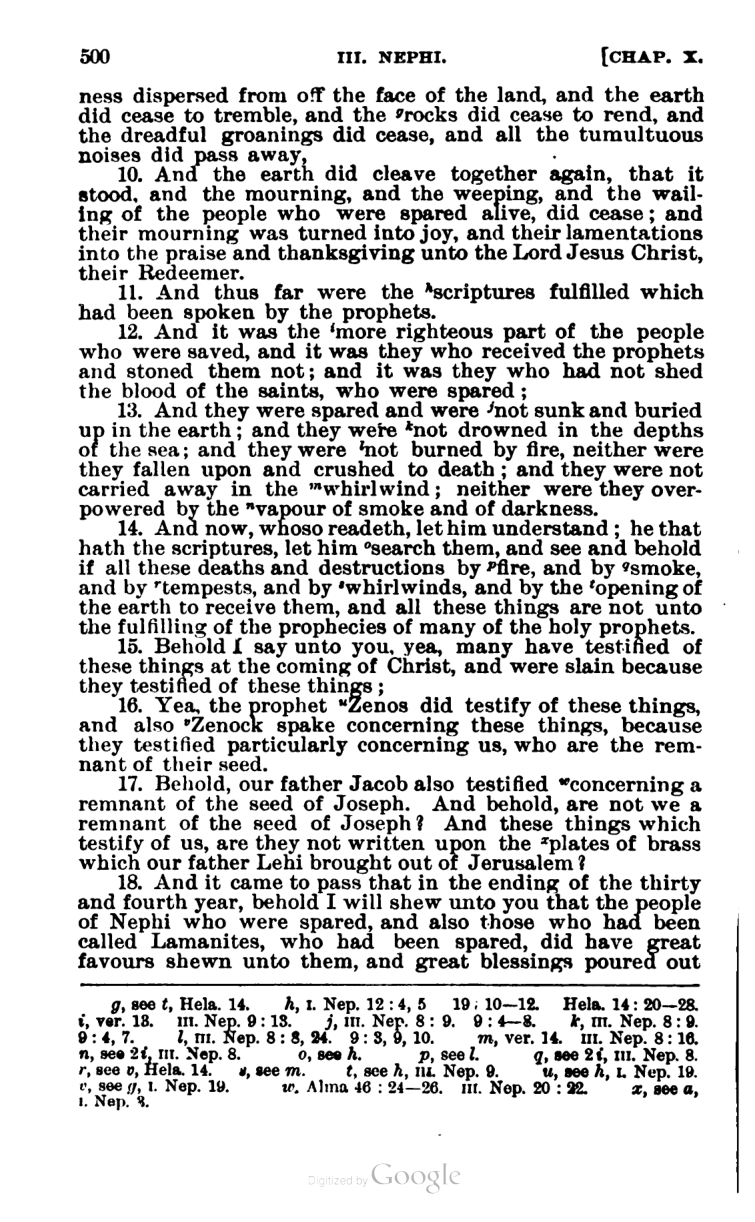 500 III. NEPHI. [CHAP. X.
ness dispersed from off the face of the land, and the earth
did cease to tremble, and the ᵍrocks did cease to rend, and
the dreadful groanings did cease, and all the tumultuous
noises did pass away,
10. And the earth did cleave together again, that it
stood, and the mourning, and the weeping, and the wail-
ing of the people who were spared alive, did cease; and
their mourning was turned into joy, and their lamentations
into the praise and thanksgiving unto the Lord Jesus Christ,
their Redeemer.
11. And thus far were the ʰscriptures fulfilled which
had been spoken by the prophets.
12. And it was the ⁱmore righteous part of the people
who were saved, and it was they who received the prophets
and stoned them not; and it was they who had not shed
the blood of the saints, who were spared;
13. And they were spared and were ʲnot sunk and buried
up in the earth; and they were ᵏnot drowned in the depths
of the sea; and they were ˡnot burned by fire, neither were
they fallen upon and crushed to death; and they were not
carried away in the ᵐwhirlwind; neither were they over-
powered by the ⁿvapour of smoke and of darkness.
14. And now, whoso readeth, let him understand; he that
hath the scriptures, let him ᵒsearch them, and see and behold
if all these deaths and destructions by ᵖfire, and by ᑫsmoke,
and by ʳtempests, and by ˢwhirlwinds, and by the ᵗopening of
the earth to receive them, and all these things are not unto
the fulfilling of the prophecies of many of the holy prophets.
15. Behold I say unto you, yea, many have testified of
these things at the coming of Christ, and were slain because
they testified of these things;
16. Yea, the prophet ᵘZenos did testify of these things,
and also ᵛZenock spake concerning these things, because
they testified particularly concerning us, who are the rem-
nant of their seed.
17. Behold, our father Jacob also testified ʷconcerning a
remnant of the seed of Joseph. And behold, are not we a
remnant of the seed of Joseph? And these things which
testify of us, are they not written upon the ˣplates of brass
which our father Lehi brought out of Jerusalem?
18. And it came to pass that in the ending of the thirty
and fourth year, behold I will shew unto you that the people
of Nephi who were spared, and also those who had been
called Lamanites, who had been spared, did have great
favours shewn unto them, and great blessings poured out
g, see t, Hela. 14. h, I. Nep. 12 : 4, 5 19 : 10—12. Hela. 14 : 20—28.
i, ver. 13. III. Nep. 9 : 13. j, III. Nep. 8 : 9. 9 : 4—8. k, III. Nep. 8 : 9.
9 : 4, 7. l, III. Nep. 8 : 8, 24. 9 : 3, 9, 10. m, ver. 14. III. Nep. 8 : 16.
n, see 2i, III. Nep. 8. o, see h. p, see l. q, see 2i, III. Nep. 8.
r, see v, Hela. 14. s, see m. t, see h, III. Nep. 9. u, see h, I. Nep. 19.
v, see g, I. Nep. 19. w, Alma 46 : 24—26. III. Nep. 20 : 22. x, see a,
I. Nep. 3.
Digitized by Google